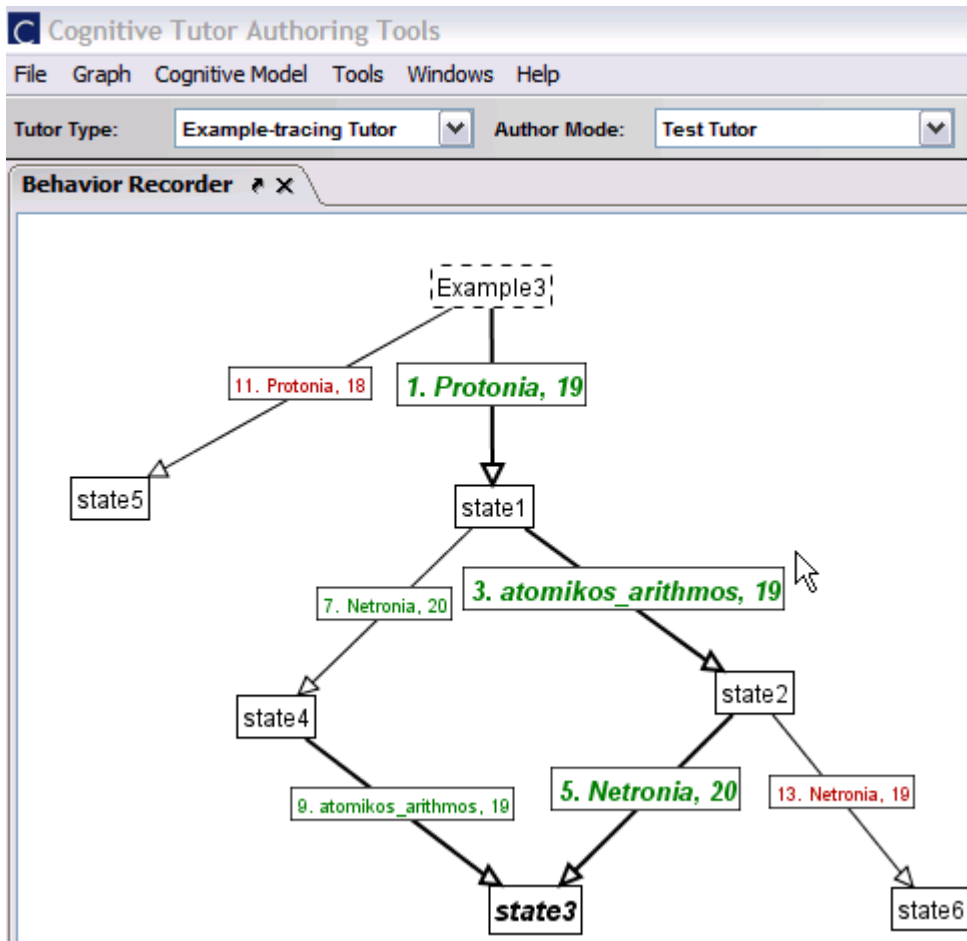 C Cognitive Tutor Authoring Tools
File Graph Cognitive Model Tools Windows Help
Tutor Type: Example-tracing Tutor Author Mode: Test Tutor
Behavior Recorder
Example3
11. Protonia, 18
1. Protonia, 19
state5
state1
7. Netronia, 20
3. atomikos_arithmos, 19
state4
state2
9. atomikos_arithmos, 19
5. Netronia, 20
13. Netronia, 19
state3
state6